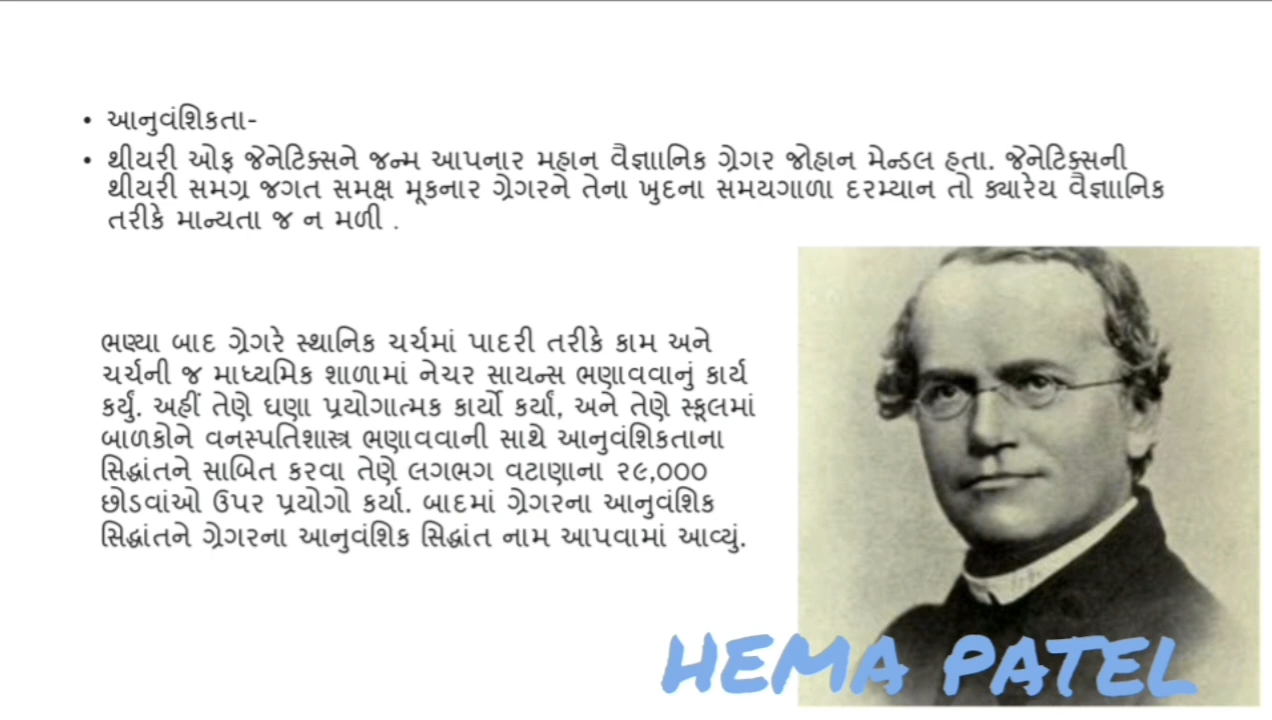 • આનુવંશિકતા-
• થીયરી ઓફ જેનેટિક્સને જન્મ આપનાર મહાન વૈજ્ઞાનિક ગ્રેગર જોહાન મેન્ડલ હતા. જેનેટિક્સની
થીયરી સમગ્ર જગત સમક્ષ મૂકનાર ગ્રેગરને તેના ખુદના સમયગાળા દરમ્યાન તો ક્યારેય વૈજ્ઞાનિક
તરીકે માન્યતા જ ન મળી .
ભણ્યા બાદ ગ્રેગરે સ્થાનિક ચર્ચમાં પાદરી તરીકે કામ અને
ચર્ચની જ માધ્યમિક શાળામાં નેચર સાયન્સ ભણાવવાનું કાર્ય
કર્યું. અહીં તેણે ઘણા પ્રયોગાત્મક કાર્યો કર્યાં, અને તેણે સ્કૂલમાં
બાળકોને વનસ્પતિશાસ્ત્ર ભણાવવાની સાથે આનુવંશિકતાના
સિદ્ધાંતને સાબિત કરવા તેણે લગભગ વટાણાના ૨૯,૦૦૦
છોડવાંઓ ઉપર પ્રયોગો કર્યા. બાદમાં ગ્રેગરના આનુવંશિક
સિદ્ધાંતને ગ્રેગરના આનુવંશિક સિદ્ધાંત નામ આપવામાં આવ્યું.
HEMA PATEL